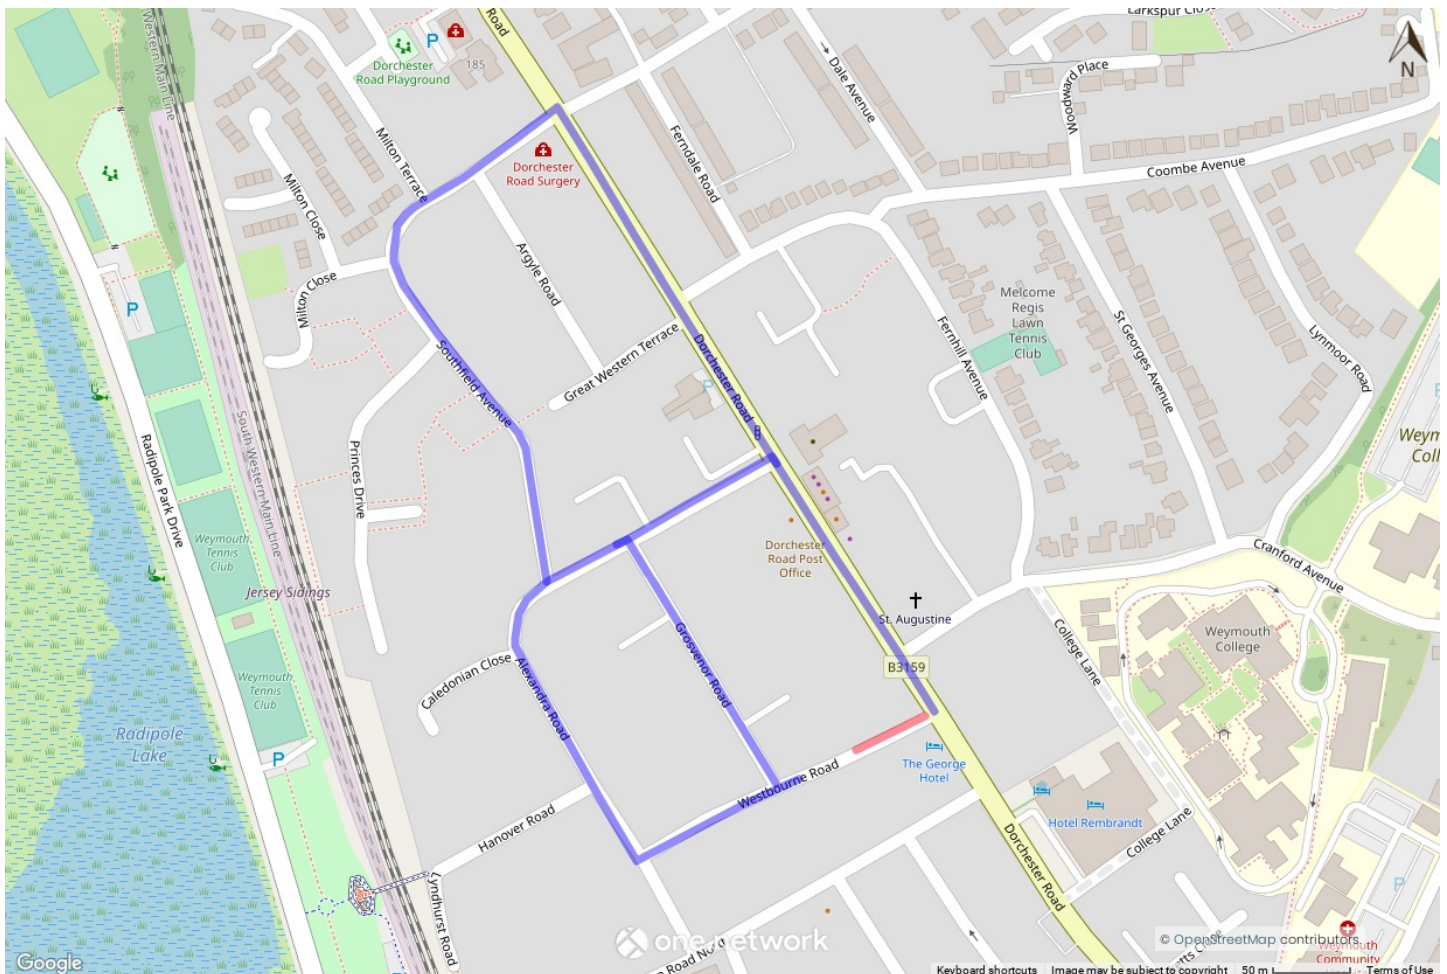 Western Main Line
Road
Larkspur Close
P
Dorchester
Road Playground
185
N
Dale Avenue
Woodward Place
Milton Terrace
Ferndale Road
Dorchester
Road Surgery
Coombe Avenue
Milton Close
Argyle Road
Milton Close
P
Melcome
Regis
Lawn
Tennis
Club
Fernhill Avenue
St Georges Avenue
Lynmoor Road
Great Western Terrace
Dorchester Road
Southfield Avenue
P
Radipole Park Drive
South Western Main Line
Princes Drive
Weymouth
Tennis
Club
Jersey Sidings
Dorchester
Road Post
Office
Cranford Avenue
St. Augustine
Weymouth
College
College Lane
Grosvenor Road
B3159
Caledonian Close
Alexandra Road
Weymouth
Tennis
Club
Radipole
Lake
P
The George
Hotel
Westbourne Road
Hotel Rembrandt
Hanover Road
College Lane
Dorchester Road
Lyndhurst Road
P
one.network
© OpenStreetMap contributors
Weymouth
Community
Google
Keyboard shortcuts
Image may be subject to copyright
50 m
Terms of Use